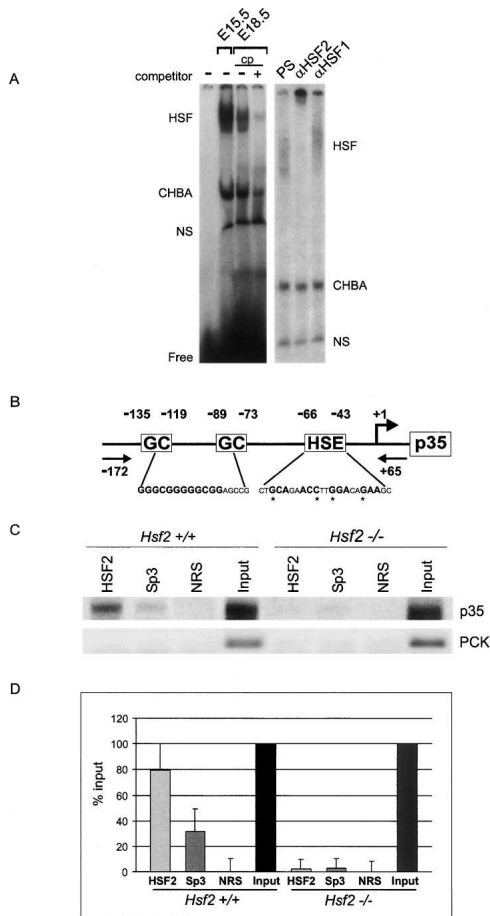 A
E15.5
E18.5
cp
competitor - - - +
HSF
CHBA
NS
Free
PS
αHSF2
αHSF1
HSF
CHBA
NS
B
-135 -119 -89 -73 -66 -43 +1
GC GC HSE p35
-172 +65
GGGCGGGGGCGGAGCCG CTGCAGAACCTTGGACAGAAGC
* * * *
C
Hsf2 +/+ Hsf2 -/-
HSF2 Sp3 NRS Input HSF2 Sp3 NRS Input
p35
PCK
D
% input
120
100
80
60
40
20
0
HSF2 Sp3 NRS Input HSF2 Sp3 NRS Input
Hsf2 +/+ Hsf2 -/-